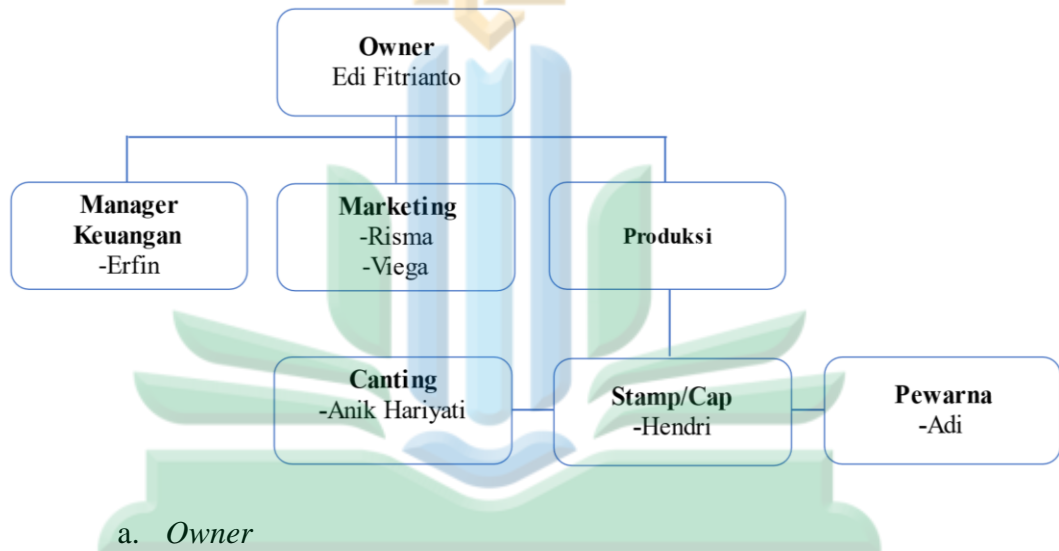 Owner
Edi Fitrianto
Manager
Keuangan
-Erfin
Marketing
-Risma
-Viega
Produksi
Canting
-Anik Hariyati
Stamp/Cap
-Hendri
Pewarna
-Adi
a. Owner